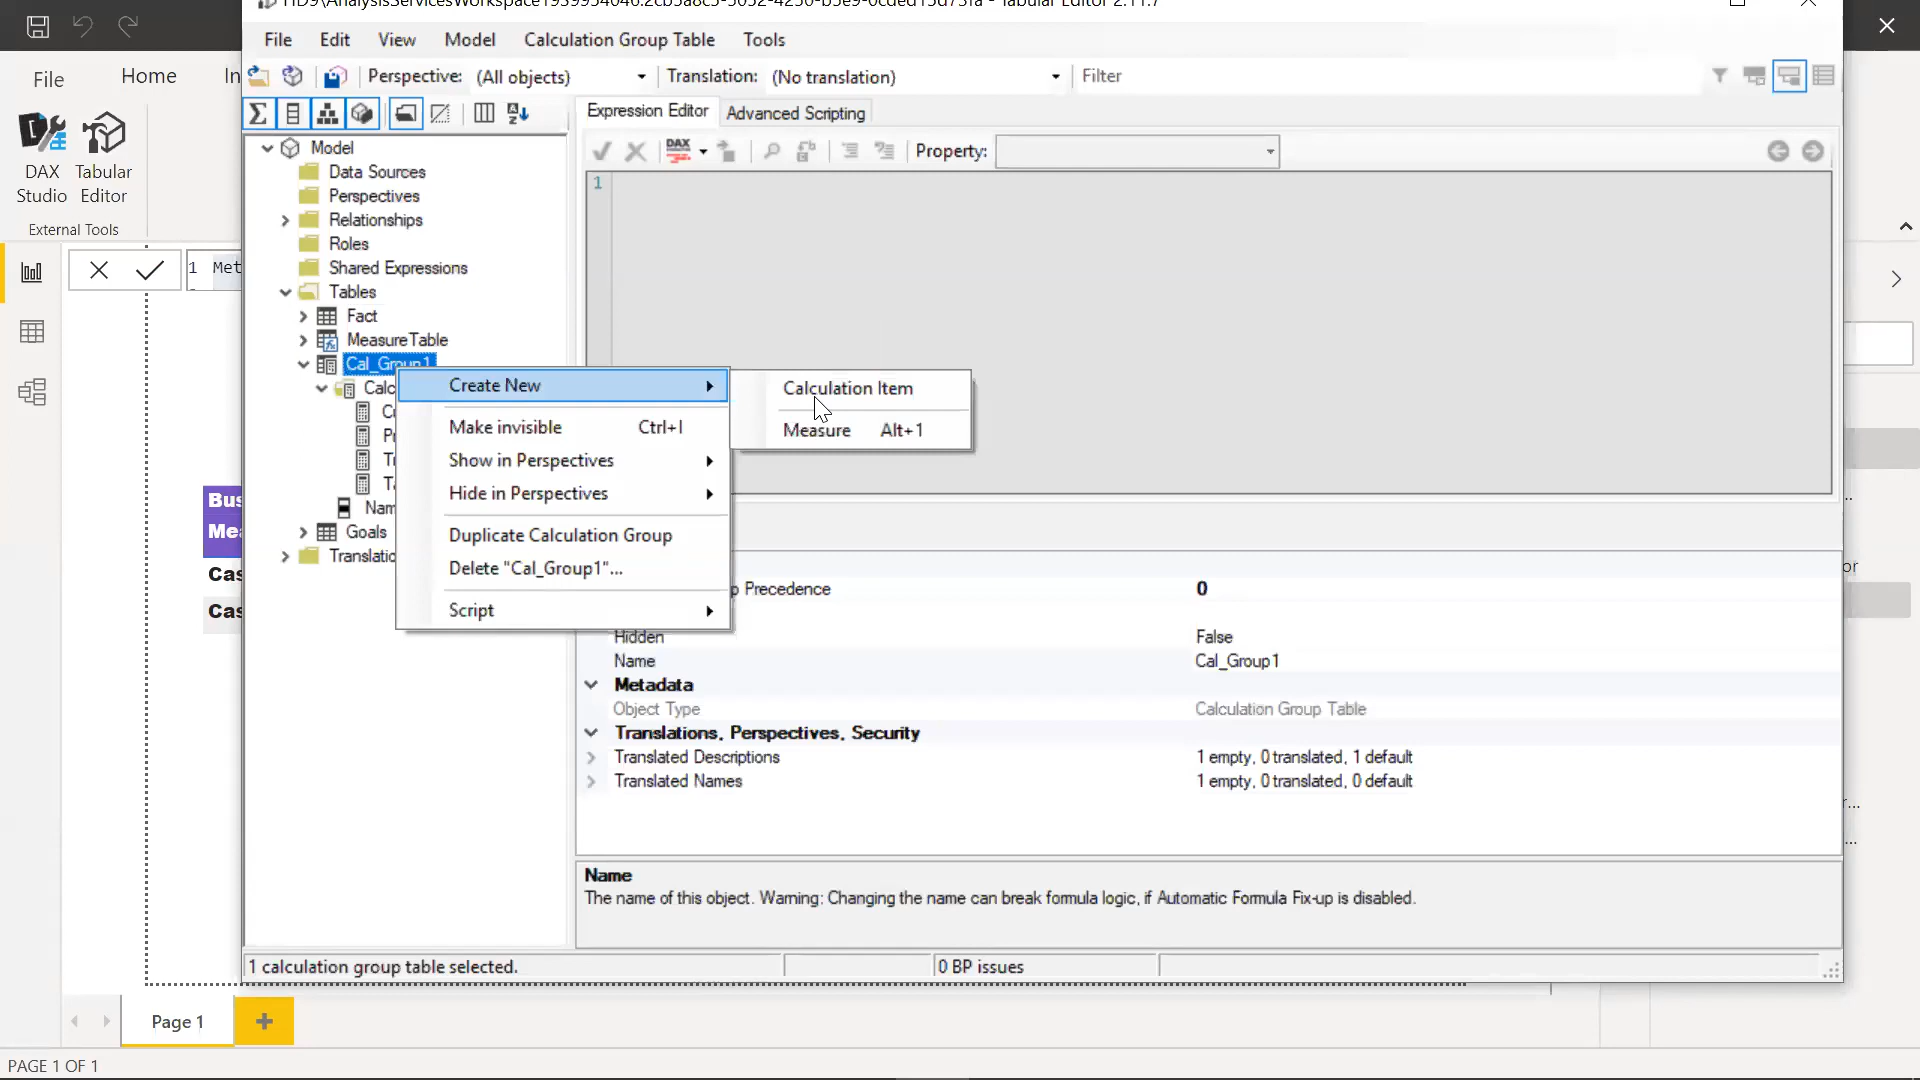 File Edit View Model Calculation Group Table Tools
File Home
Perspective: (All objects) Translation: (No translation) Filter
Expression Editor Advanced Scripting
DAX Studio
Tabular Editor
External Tools
DAX Property:
1
1
Model
Data Sources
Perspectives
Relationships
Roles
Shared Expressions
Tables
Fact
MeasureTable
Cal_Group1
Goals
Create New
Make invisible Ctrl+I
Show in Perspectives
Hide in Perspectives
Duplicate Calculation Group
Delete "Cal_Group1"...
Script
Calculation Item
Measure Alt+1
Precedence 0
Hidden False
Name Cal_Group1
Metadata
Object Type Calculation Group Table
Translations, Perspectives, Security
Translated Descriptions 1 empty, 0 translated, 1 default
Translated Names 1 empty, 0 translated, 0 default
Name
The name of this object. Warning: Changing the name can break formula logic, if Automatic Formula Fix-up is disabled.
1 calculation group table selected. 0 BP issues
Page 1
PAGE 1 OF 1